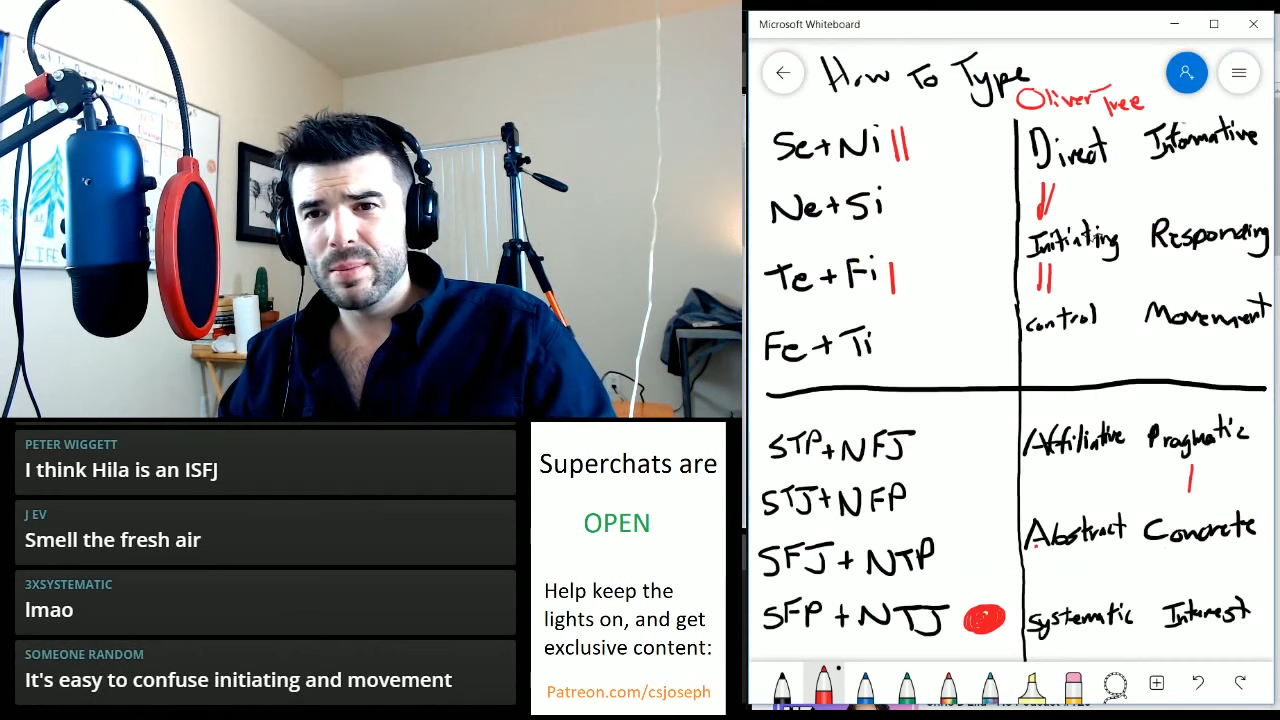 Microsoft Whiteboard
How To Type
Oliver Tree
Se+Ni ||
Ne+Si
Te+Fi |
Fe+Ti
Direct Informative
||
Initiating Responding
||
control Movement
STP+NFJ
STJ+NFP
SFJ+NTP
SFP+NTJ
Affiliative Pragmatic
|
Abstract Concrete
Systematic Interest
LIFE
PETER WIGGETT
I think Hila is an ISFJ
J EV
Smell the fresh air
3XSYSTEMATIC
lmao
SOMEONE RANDOM
It's easy to confuse initiating and movement
Superchats are
OPEN
Help keep the
lights on, and get
exclusive content:
Patreon.com/csjoseph